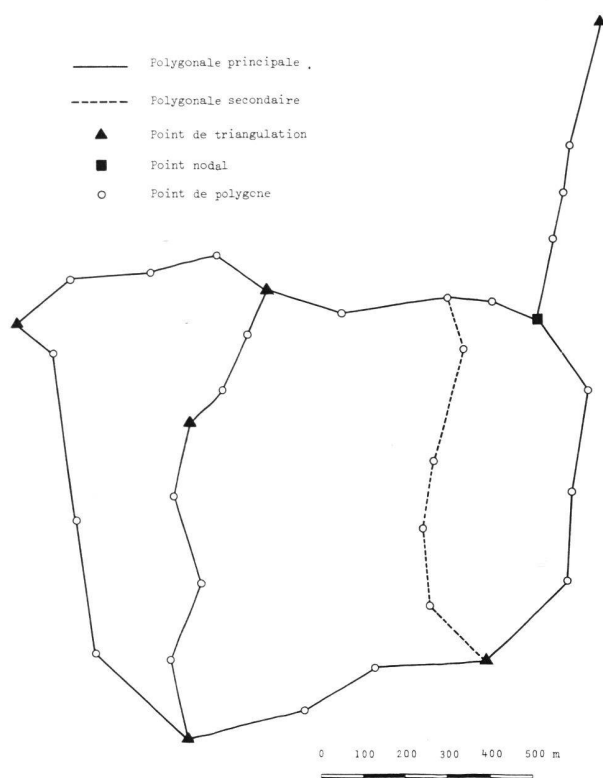 Polygonale principale .
Polygonale secondaire
Point de triangulation
Point nodal
Point de polygone
0 100 200 300 400 500 m